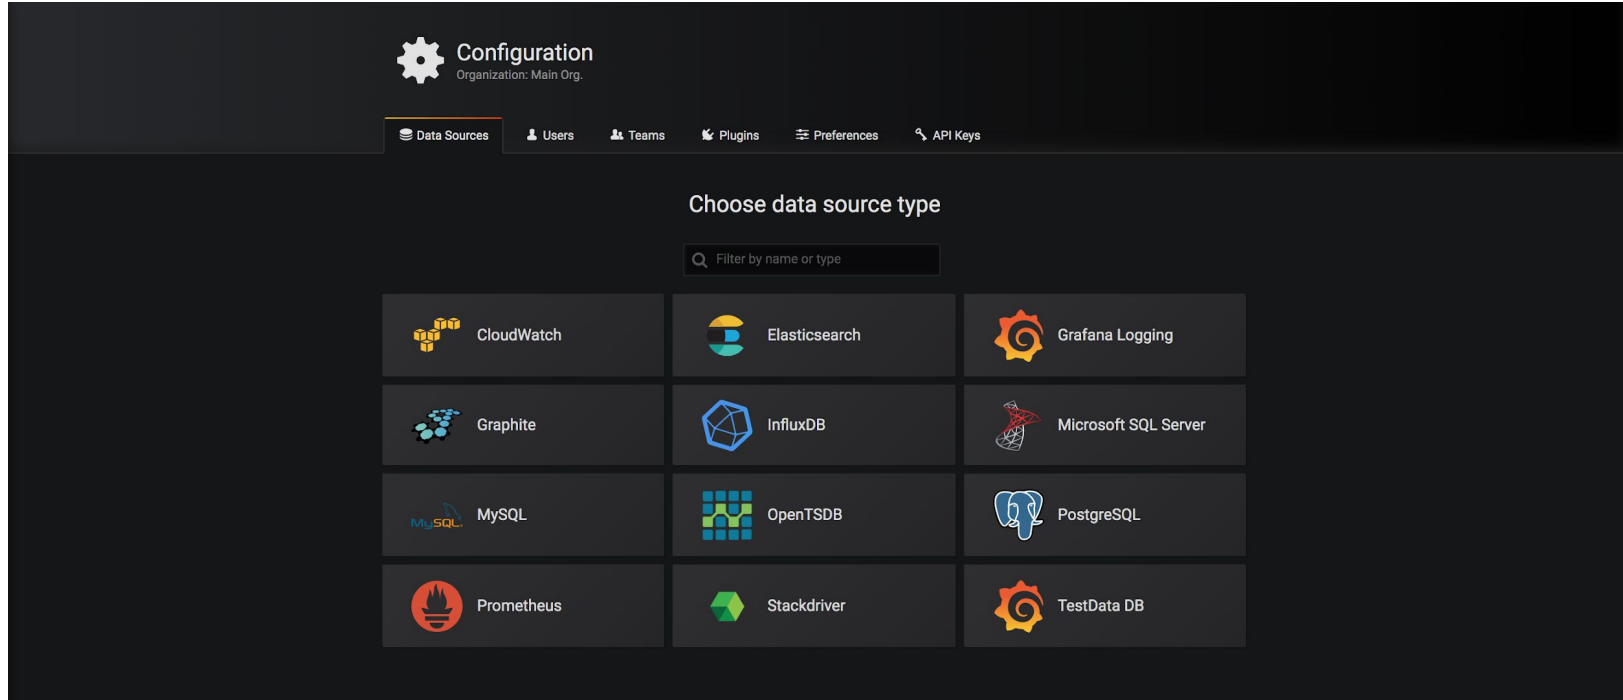 Configuration
Organization: Main Org.
Data Sources Users Teams Plugins Preferences API Keys
Choose data source type
Filter by name or type
CloudWatch Elasticsearch Grafana Logging
Graphite InfluxDB Microsoft SQL Server
MySQL. MySQL OpenTSDB PostgreSQL
Prometheus Stackdriver TestData DB